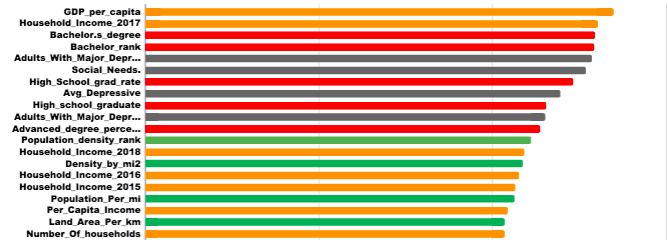 GDP_per_capita
Household_Income_2017
Bachelor.s_degree
Bachelor_rank
Adults_With_Major_Depr...
Social_Needs.
High_School_grad_rate
Avg_Depressive
High_school_graduate
Adults_With_Major_Depr...
Advanced_degree_perce...
Population_density_rank
Household_Income_2018
Density_by_mi2
Household_Income_2016
Household_Income_2015
Population_Per_mi
Per_Capita_Income
Land_Area_Per_km
Number_Of_households